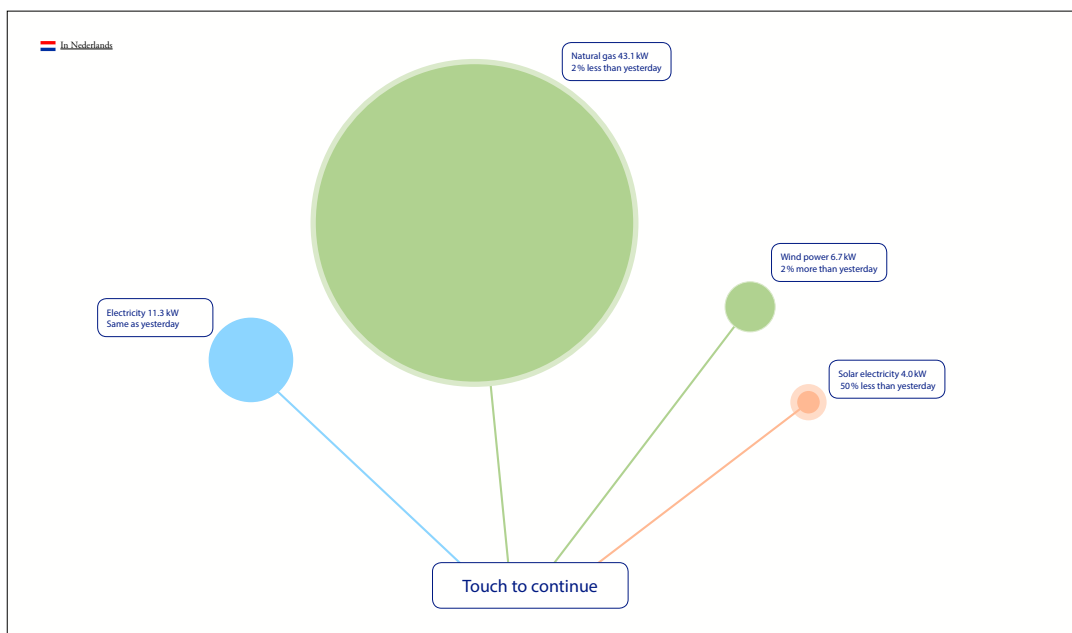 In Nederlands
Natural gas 43.1 kW
2 % less than yesterday
Wind power 6.7 kW
2 % more than yesterday
Electricity 11.3 kW
Same as yesterday
Solar electricity 4.0 kW
50 % less than yesterday
Touch to continue